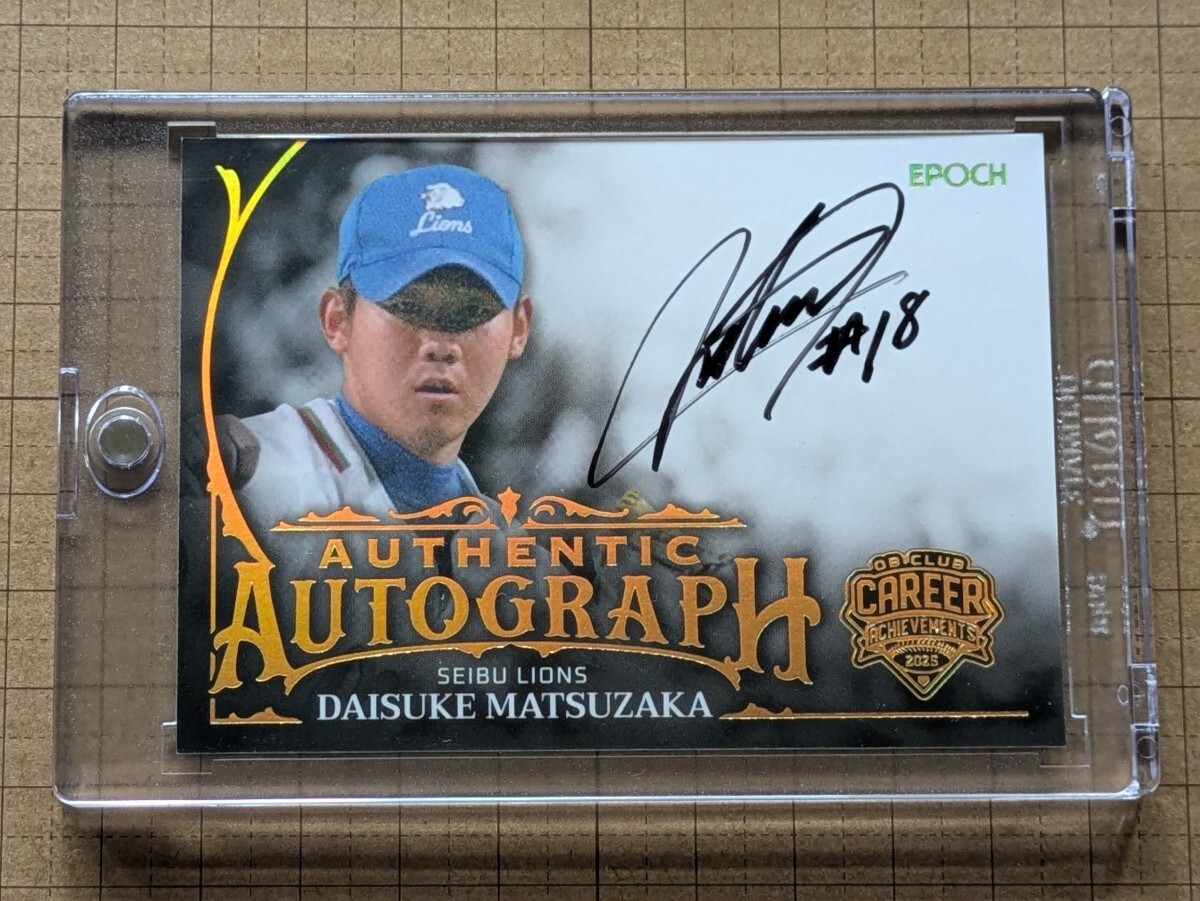 EPOCH
Lions
#18
AUTHENTIC
AUTOGRAPH
SEIBU LIONS
DAISUKE MATSUZAKA
OB CLUB
CAREER
ACHIEVEMENTS
2025